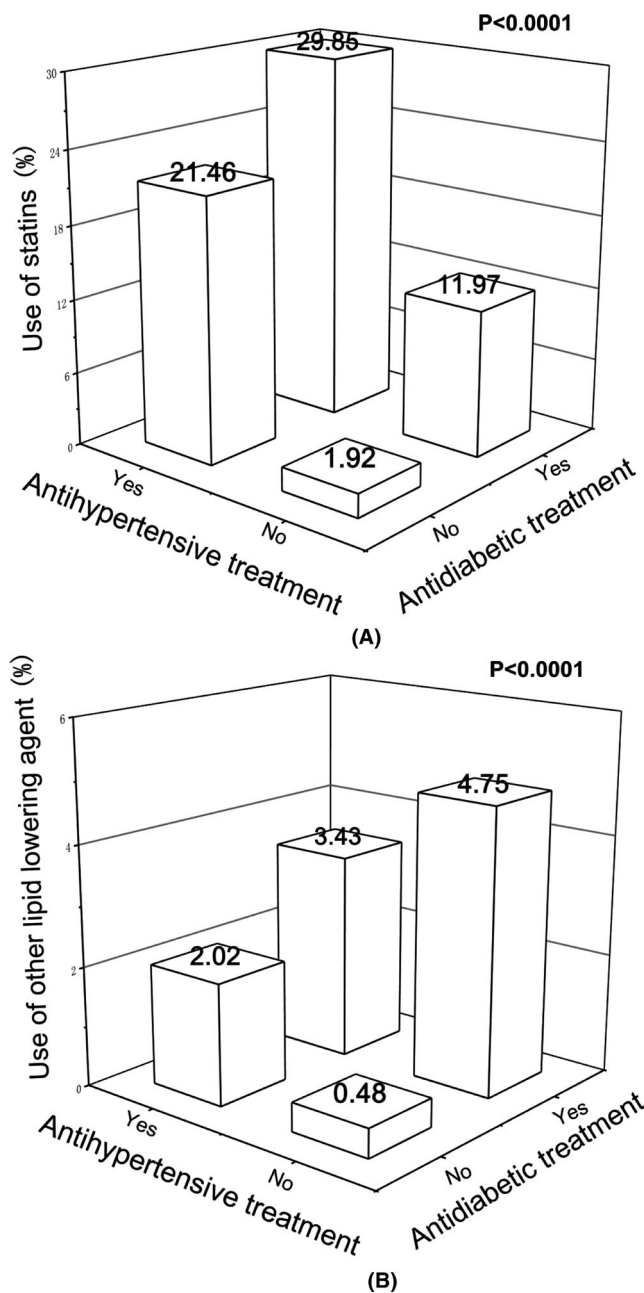 P<0.0001
30
24
18
12
6
0
Use of statins (%)
29.85
21.46
11.97
1.92
Yes
No
Antihypertensive treatment
No
Yes
Antidiabetic treatment
(A)
P<0.0001
6
4
2
0
Use of other lipid lowering agent (%)
4.75
3.43
2.02
0.48
Yes
No
Antihypertensive treatment
No
Yes
Antidiabetic treatment
(B)